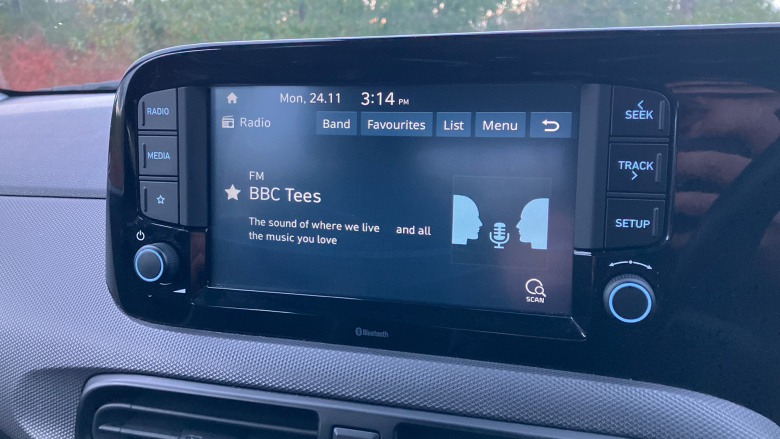 Mon, 24.11 3:14 PM
RADIO
Radio Band Favourites List Menu
SEEK
MEDIA
TRACK
FM
BBC Tees
The sound of where we live and all
the music you love
SETUP
SCAN
Bluetooth